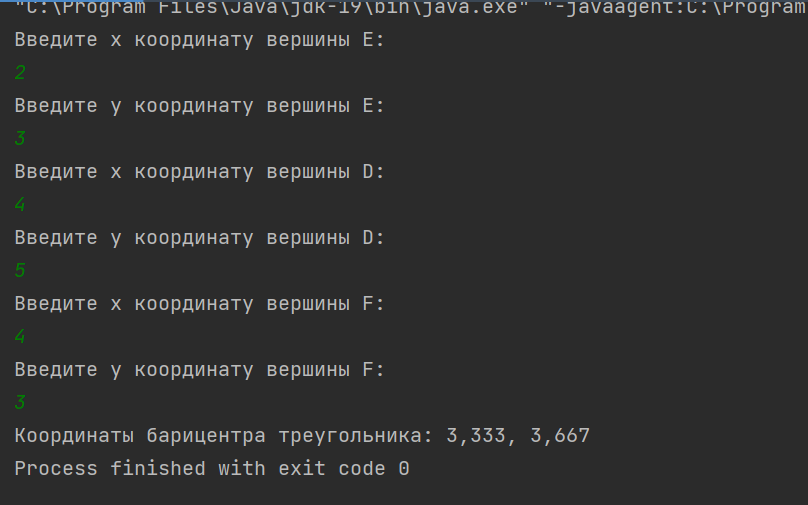 "C:\Program Files\Java\jdk-19\bin\java.exe" "-javaagent:C:\Program
Введите x координату вершины E:
2
Введите y координату вершины E:
3
Введите x координату вершины D:
4
Введите y координату вершины D:
5
Введите x координату вершины F:
4
Введите y координату вершины F:
3
Координаты барицентра треугольника: 3,333, 3,667
Process finished with exit code 0